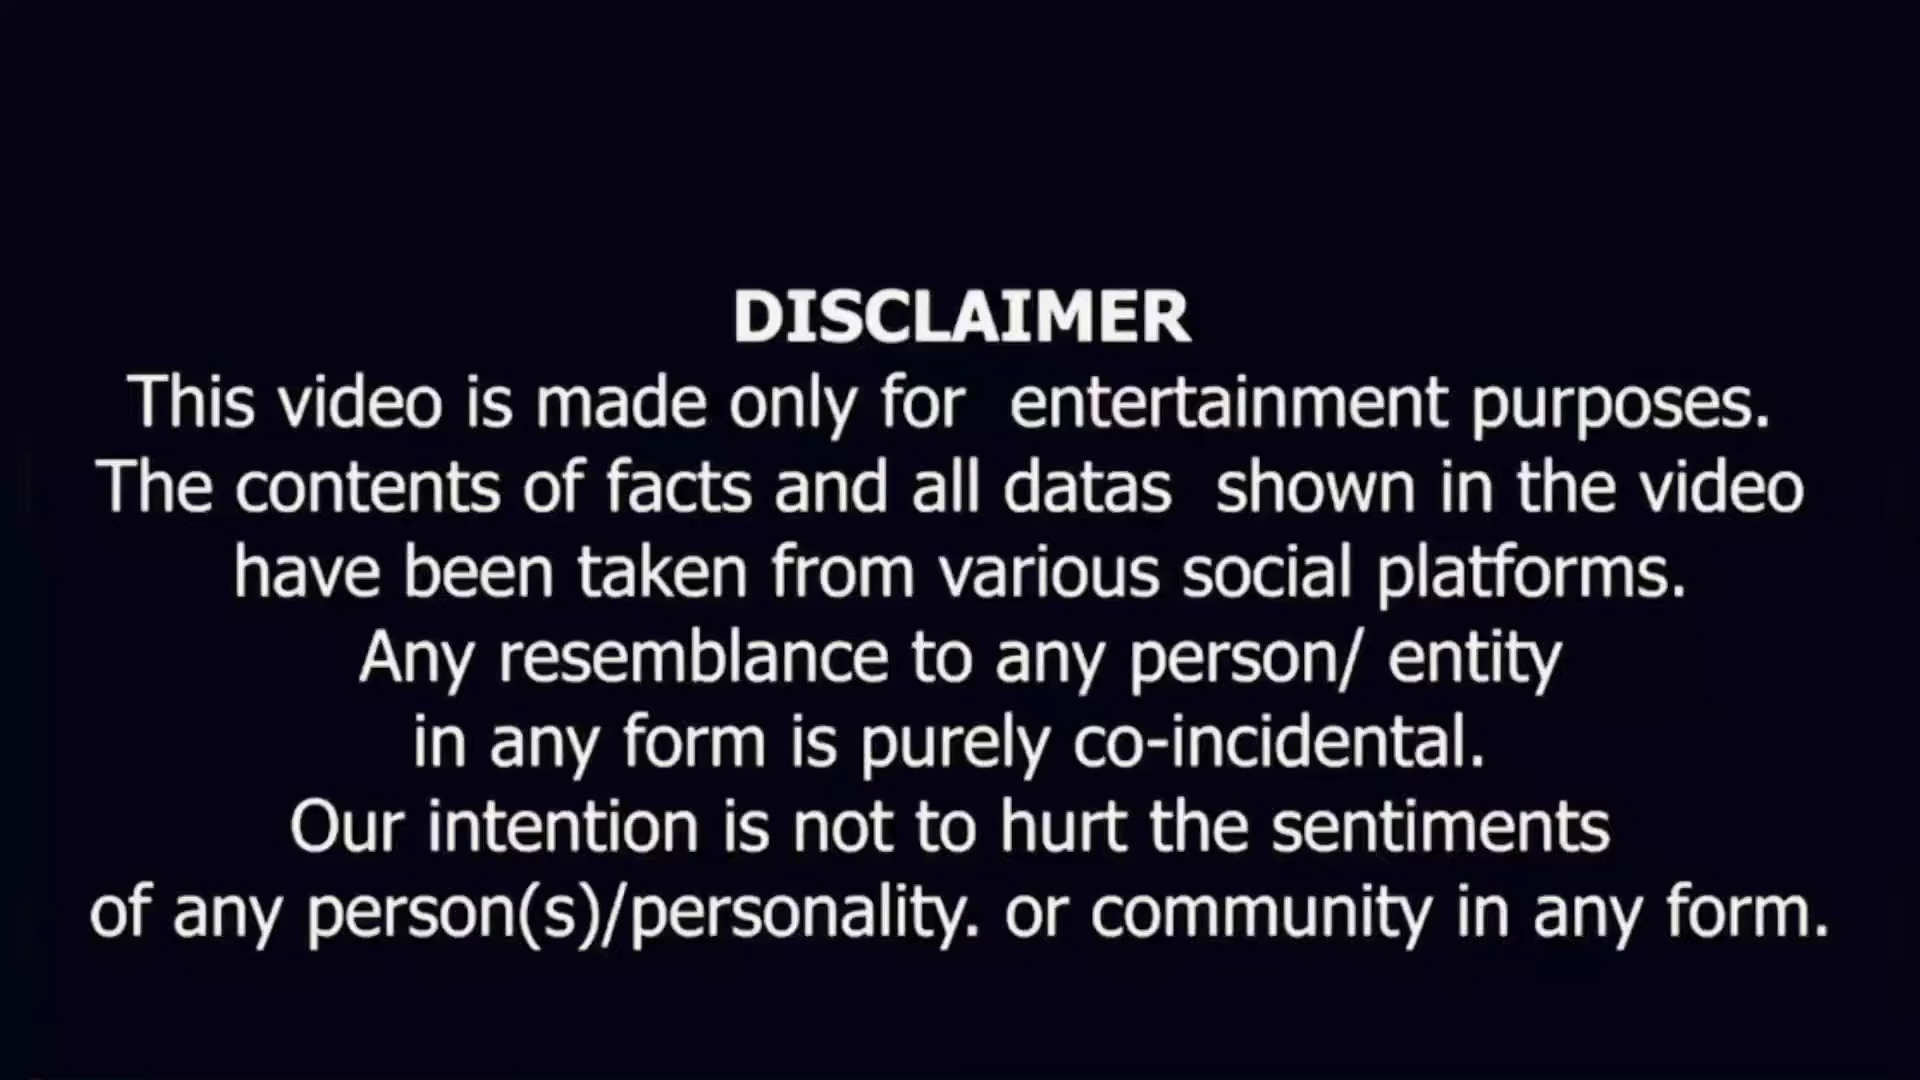 DISCLAIMER
This video is made only for  entertainment purposes.
The contents of facts and all datas  shown in the video
have been taken from various social platforms.
Any resemblance to any person/ entity
in any form is purely co-incidental.
Our intention is not to hurt the sentiments
of any person(s)/personality. or community in any form.